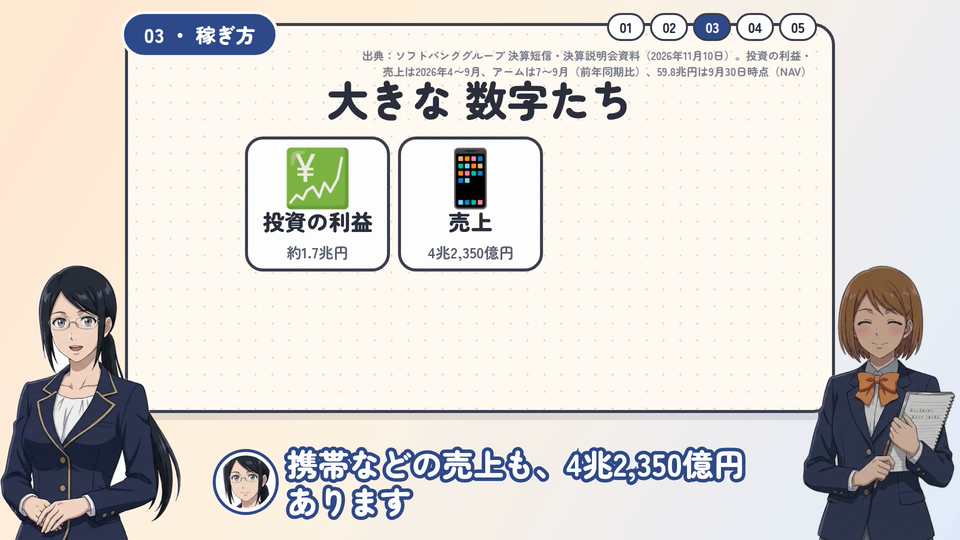 03 ・ 稼ぎ方
01 02 03 04 05
出典：ソフトバンクグループ 決算短信・決算説明会資料（2026年11月10日）。投資の利益・
売上は2026年4〜9月、アームは7〜9月（前年同期比）、59.8兆円は9月30日時点（NAV）
大きな 数字たち
¥
投資の利益
約1.7兆円
売上
4兆2,350億円
携帯などの売上も、4兆2,350億円
あります